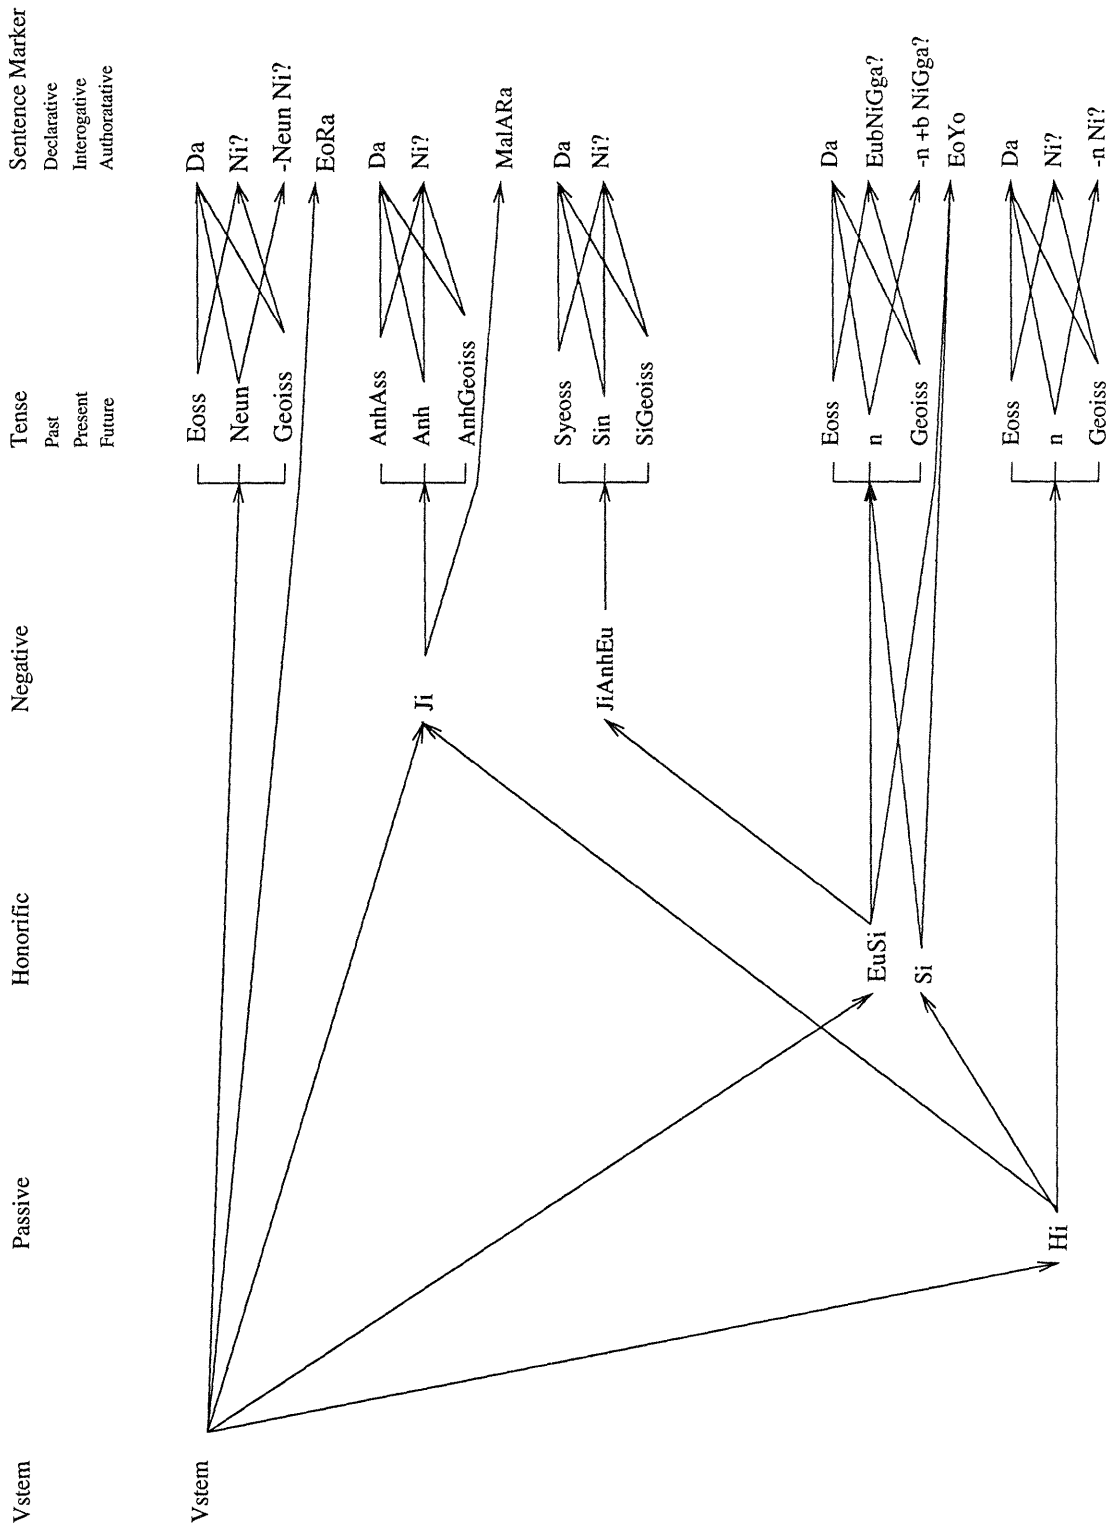 Vstem
Passive
Honorific
Negative
Tense
Past
Present
Future
Sentence Marker
Declarative
Interogative
Authoratative
Vstem
Hi
EuSi
Si
Ji
JiAnhEu
Eoss
Neun
Geoiss
Da
Ni?
-Neun Ni?
EoRa
AnhAss
Anh
AnhGeoiss
Da
Ni?
MalARa
Syeoss
Sin
SiGeoiss
Da
Ni?
Eoss
n
Geoiss
Da
EubNiGga?
-n +b NiGga?
EoYo
Eoss
n
Geoiss
Da
Ni?
-n Ni?